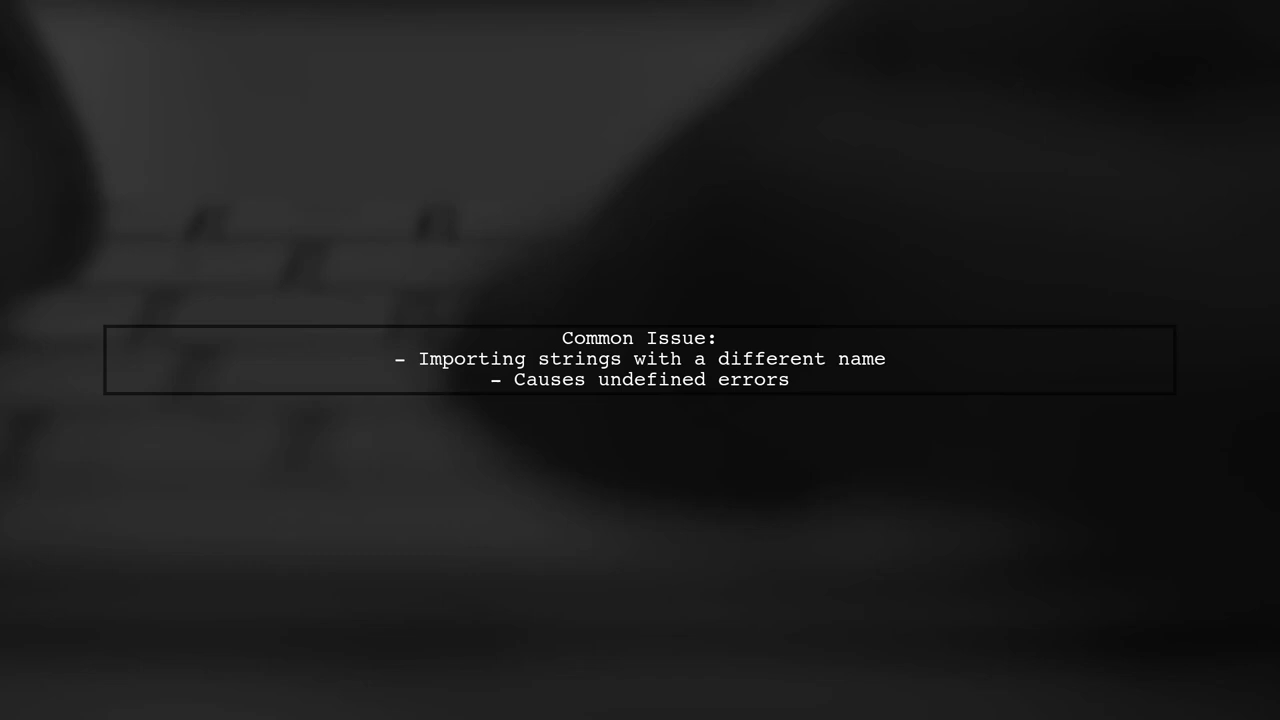 Common Issue:
- Importing strings with a different name
- Causes undefined errors